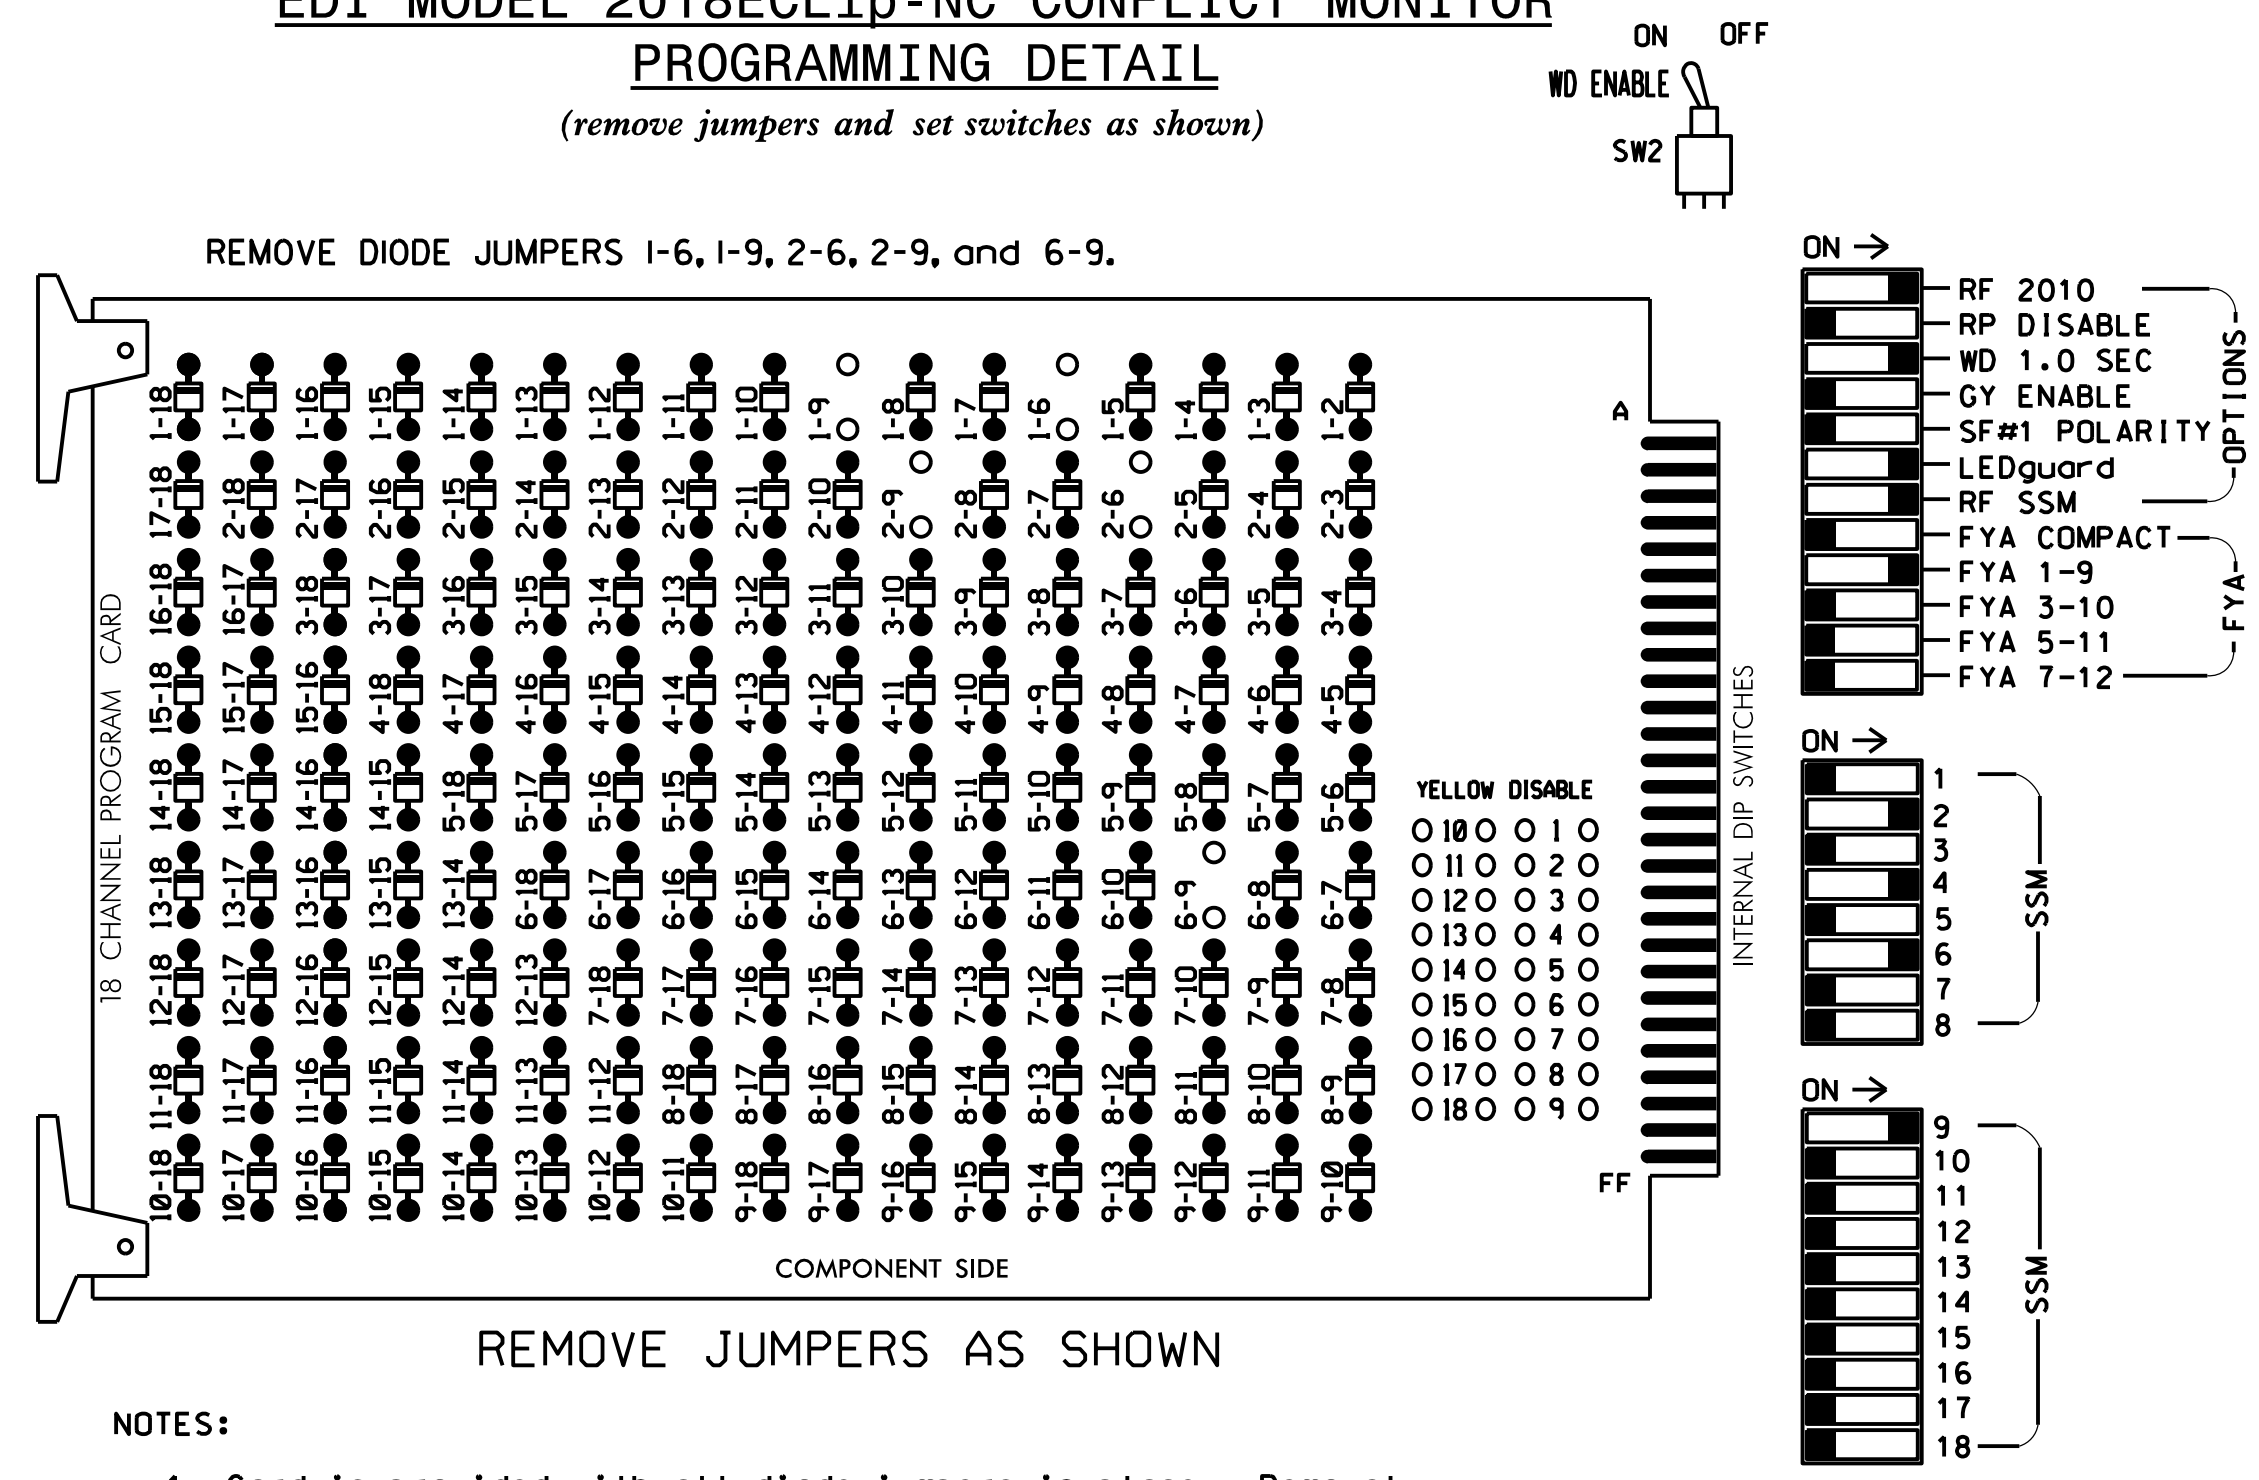 EDI MODEL 2018ECLip-NC CONFLICT MONITOR
PROGRAMMING DETAIL
(remove jumpers and set switches as shown)
ON OFF
WD ENABLE
SW2
REMOVE DIODE JUMPERS 1-6, 1-9, 2-6, 2-9, and 6-9.
18 CHANNEL PROGRAM CARD
1-18 1-17 1-16 1-15 1-14 1-13 1-12 1-11 1-10 1-9 1-8 1-7 1-6 1-5 1-4 1-3 1-2
17-18 2-18 2-17 2-16 2-15 2-14 2-13 2-12 2-11 2-10 2-9 2-8 2-7 2-6 2-5 2-4 2-3
16-18 16-17 3-18 3-17 3-16 3-15 3-14 3-13 3-12 3-11 3-10 3-9 3-8 3-7 3-6 3-5 3-4
15-18 15-17 15-16 4-18 4-17 4-16 4-15 4-14 4-13 4-12 4-11 4-10 4-9 4-8 4-7 4-6 4-5
14-18 14-17 14-16 14-15 5-18 5-17 5-16 5-15 5-14 5-13 5-12 5-11 5-10 5-9 5-8 5-7 5-6
13-18 13-17 13-16 13-15 13-14 6-18 6-17 6-16 6-15 6-14 6-13 6-12 6-11 6-10 6-9 6-8 6-7
12-18 12-17 12-16 12-15 12-14 12-13 7-18 7-17 7-16 7-15 7-14 7-13 7-12 7-11 7-10 7-9 7-8
11-18 11-17 11-16 11-15 11-14 11-13 11-12 8-18 8-17 8-16 8-15 8-14 8-13 8-12 8-11 8-10 8-9
10-18 10-17 10-16 10-15 10-14 10-13 10-12 10-11 9-18 9-17 9-16 9-15 9-14 9-13 9-12 9-11 9-10
YELLOW DISABLE
10 1
11 2
12 3
13 4
14 5
15 6
16 7
17 8
18 9
A
FF
COMPONENT SIDE
INTERNAL DIP SWITCHES
REMOVE JUMPERS AS SHOWN
ON
RF 2010
RP DISABLE
WD 1.0 SEC
GY ENABLE
SF#1 POLARITY
LEDguard
RF SSM
OPTIONS
FYA COMPACT
FYA 1-9
FYA 3-10
FYA 5-11
FYA 7-12
FYA
ON
1
2
3
4
5
6
7
8
SSM
ON
9
10
11
12
13
14
15
16
17
18
SSM
NOTES: